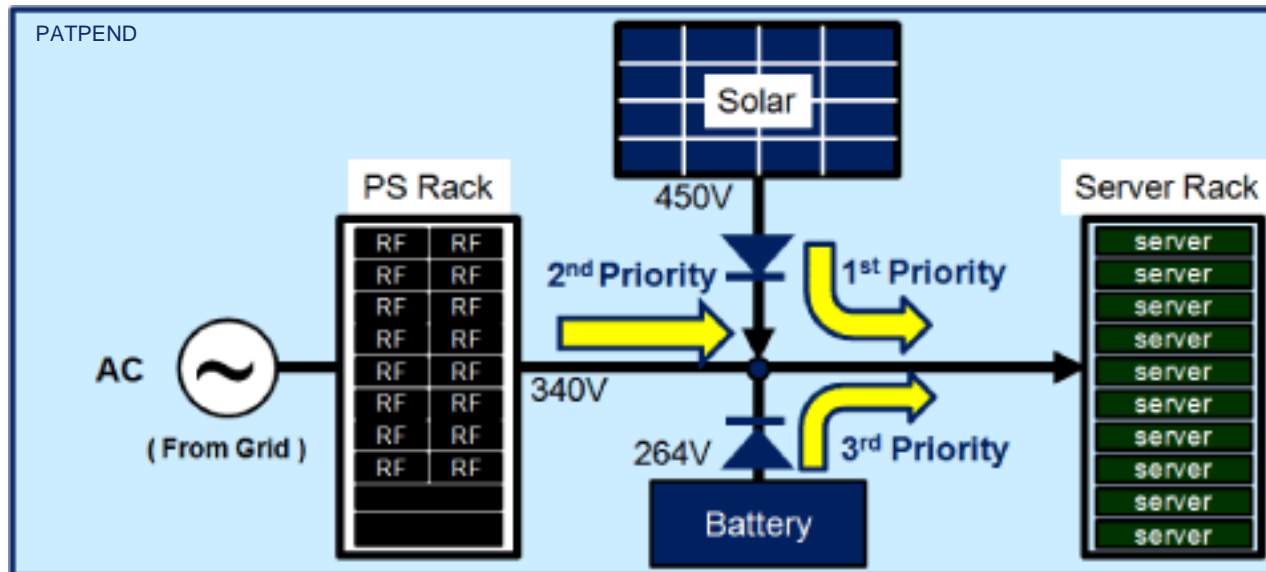 PATPEND
Solar
450V
PS Rack
Server Rack
RF RF
RF RF
RF RF
RF RF
RF RF
RF RF
RF RF
RF RF
2nd Priority
1st Priority
AC
~
( From Grid )
340V
264V
3rd Priority
Battery
server
server
server
server
server
server
server
server
server
server